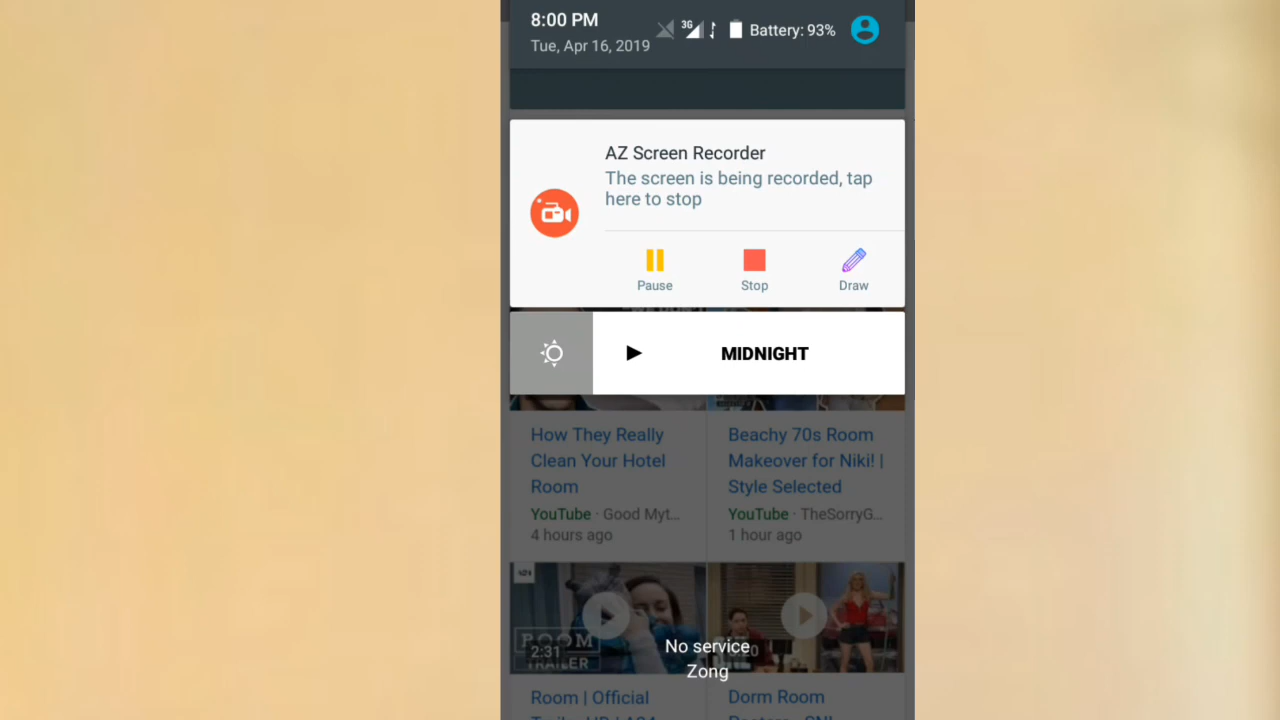 8:00 PM
3G
Battery: 93%
Tue, Apr 16, 2019
AZ Screen Recorder
The screen is being recorded, tap
here to stop
Pause
Stop
Draw
MIDNIGHT
How They Really
Clean Your Hotel
Room
YouTube · Good Myt...
4 hours ago
Beachy 70s Room
Makeover for Niki! |
Style Selected
YouTube · TheSorryG...
1 hour ago
ROOM
TRAILER
2:31
No service
Zong
Room | Official
Dorm Room